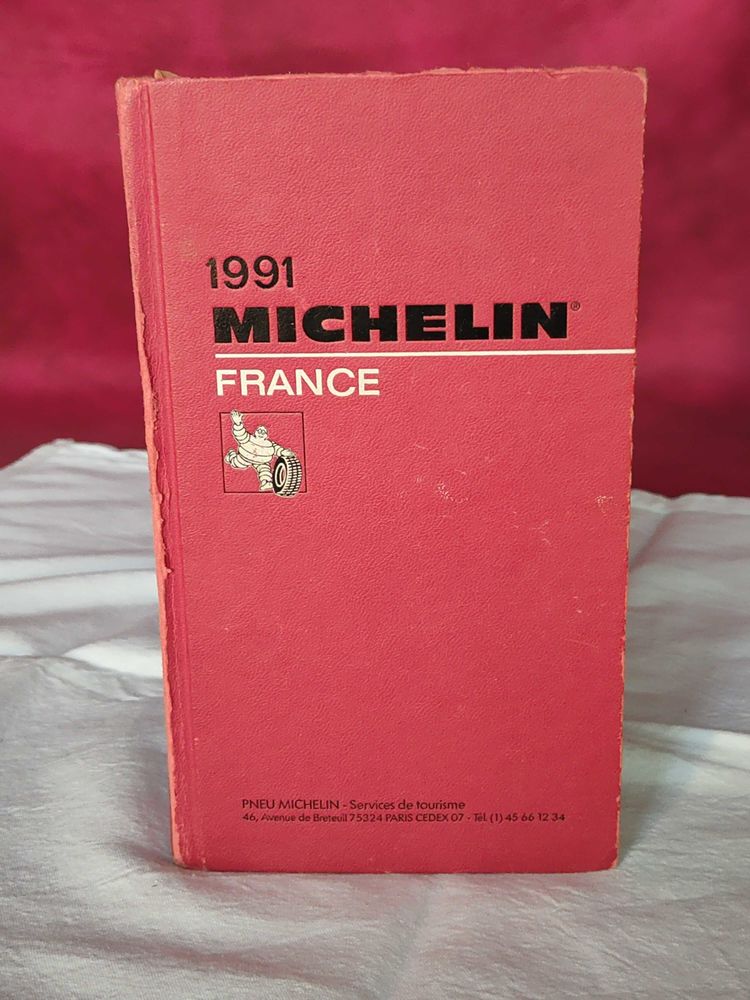 1991
MICHELIN®
FRANCE
PNEU MICHELIN - Services de tourisme
46, Avenue de Breteuil 75324 PARIS CEDEX 07 - Tél. (1) 45 66 12 34